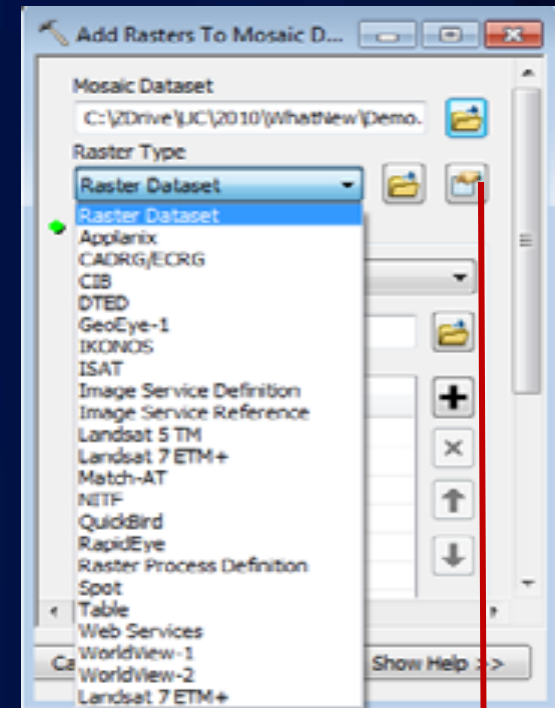 Add Rasters To Mosaic D...
Mosaic Dataset
C:\ZDrive\IJC\2010\WhatNew\Demo.
Raster Type
Raster Dataset
Raster Dataset
Applanix
CADRG/ECRG
CIB
DTED
GeoEye-1
IKONOS
ISAT
Image Service Definition
Image Service Reference
Landsat 5 TM
Landsat 7 ETM+
Match-AT
NITF
QuickBird
RapidEye
Raster Process Definition
Spot
Table
Web Services
WorldView-1
WorldView-2
Landsat 7 ETM+
Ca
Show Help >>